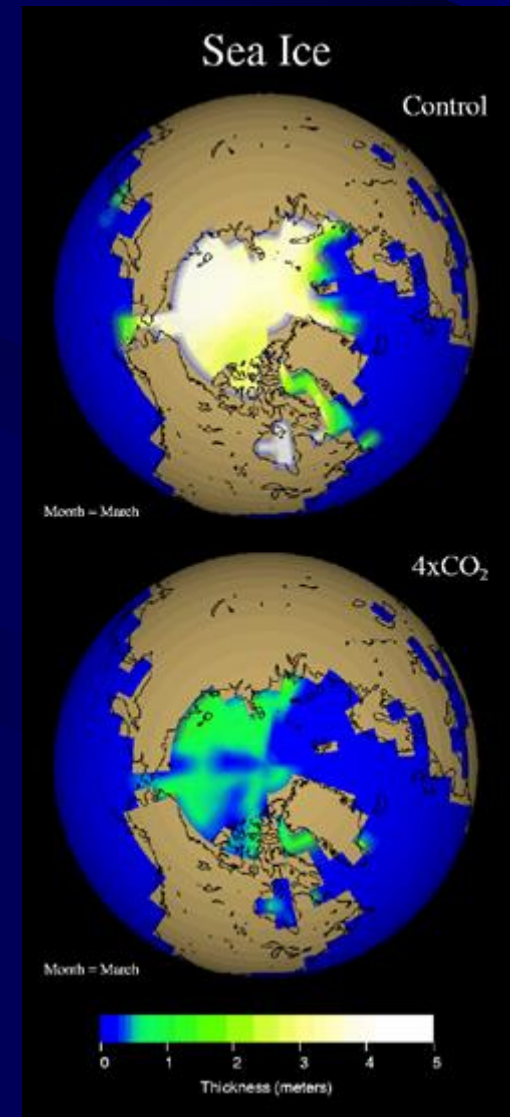 Sea Ice
Control
Month = March
4xCO₂
Month = March
0 1 2 3 4 5
Thickness (meters)